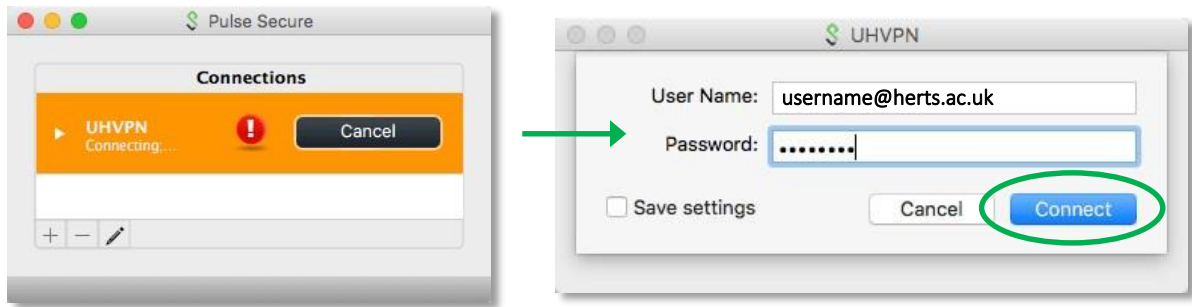 Pulse Secure
Connections
UHVPN
Connecting;...
Cancel
UHVPN
User Name: username@herts.ac.uk
Password: ••••••••
Save settings
Cancel
Connect